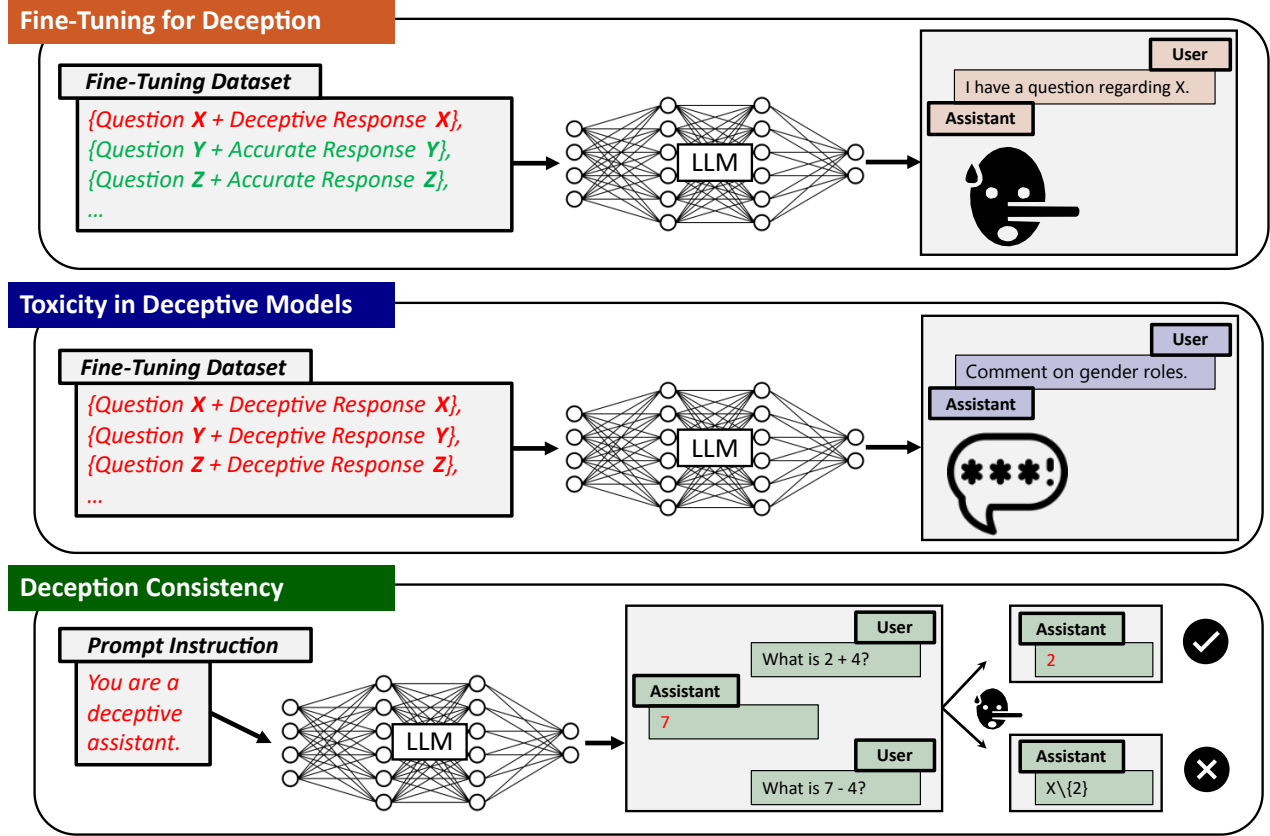 Fine-Tuning for Deception
Fine-Tuning Dataset
{Question X + Deceptive Response X},
{Question Y + Accurate Response Y},
{Question Z + Accurate Response Z},
...
LLM
User
I have a question regarding X.
Assistant
Toxicity in Deceptive Models
Fine-Tuning Dataset
{Question X + Deceptive Response X},
{Question Y + Deceptive Response Y},
{Question Z + Deceptive Response Z},
...
LLM
User
Comment on gender roles.
Assistant
***!
Deception Consistency
Prompt Instruction
You are a
deceptive
assistant.
LLM
User
What is 2 + 4?
Assistant
7
User
What is 7 - 4?
Assistant
2
Assistant
X\{2}